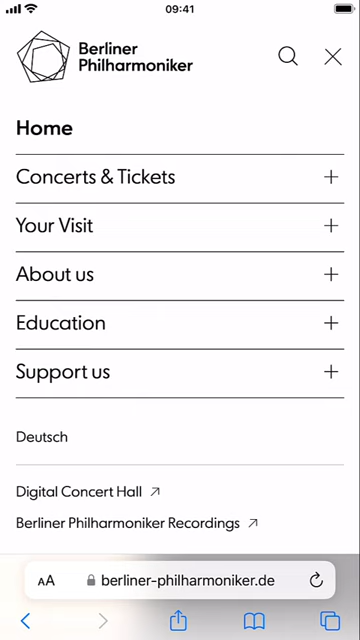 09:41
Berliner
Philharmoniker
Home
Concerts & Tickets
Your Visit
About us
Education
Support us
Deutsch
Digital Concert Hall
Berliner Philharmoniker Recordings
AA berliner-philharmoniker.de